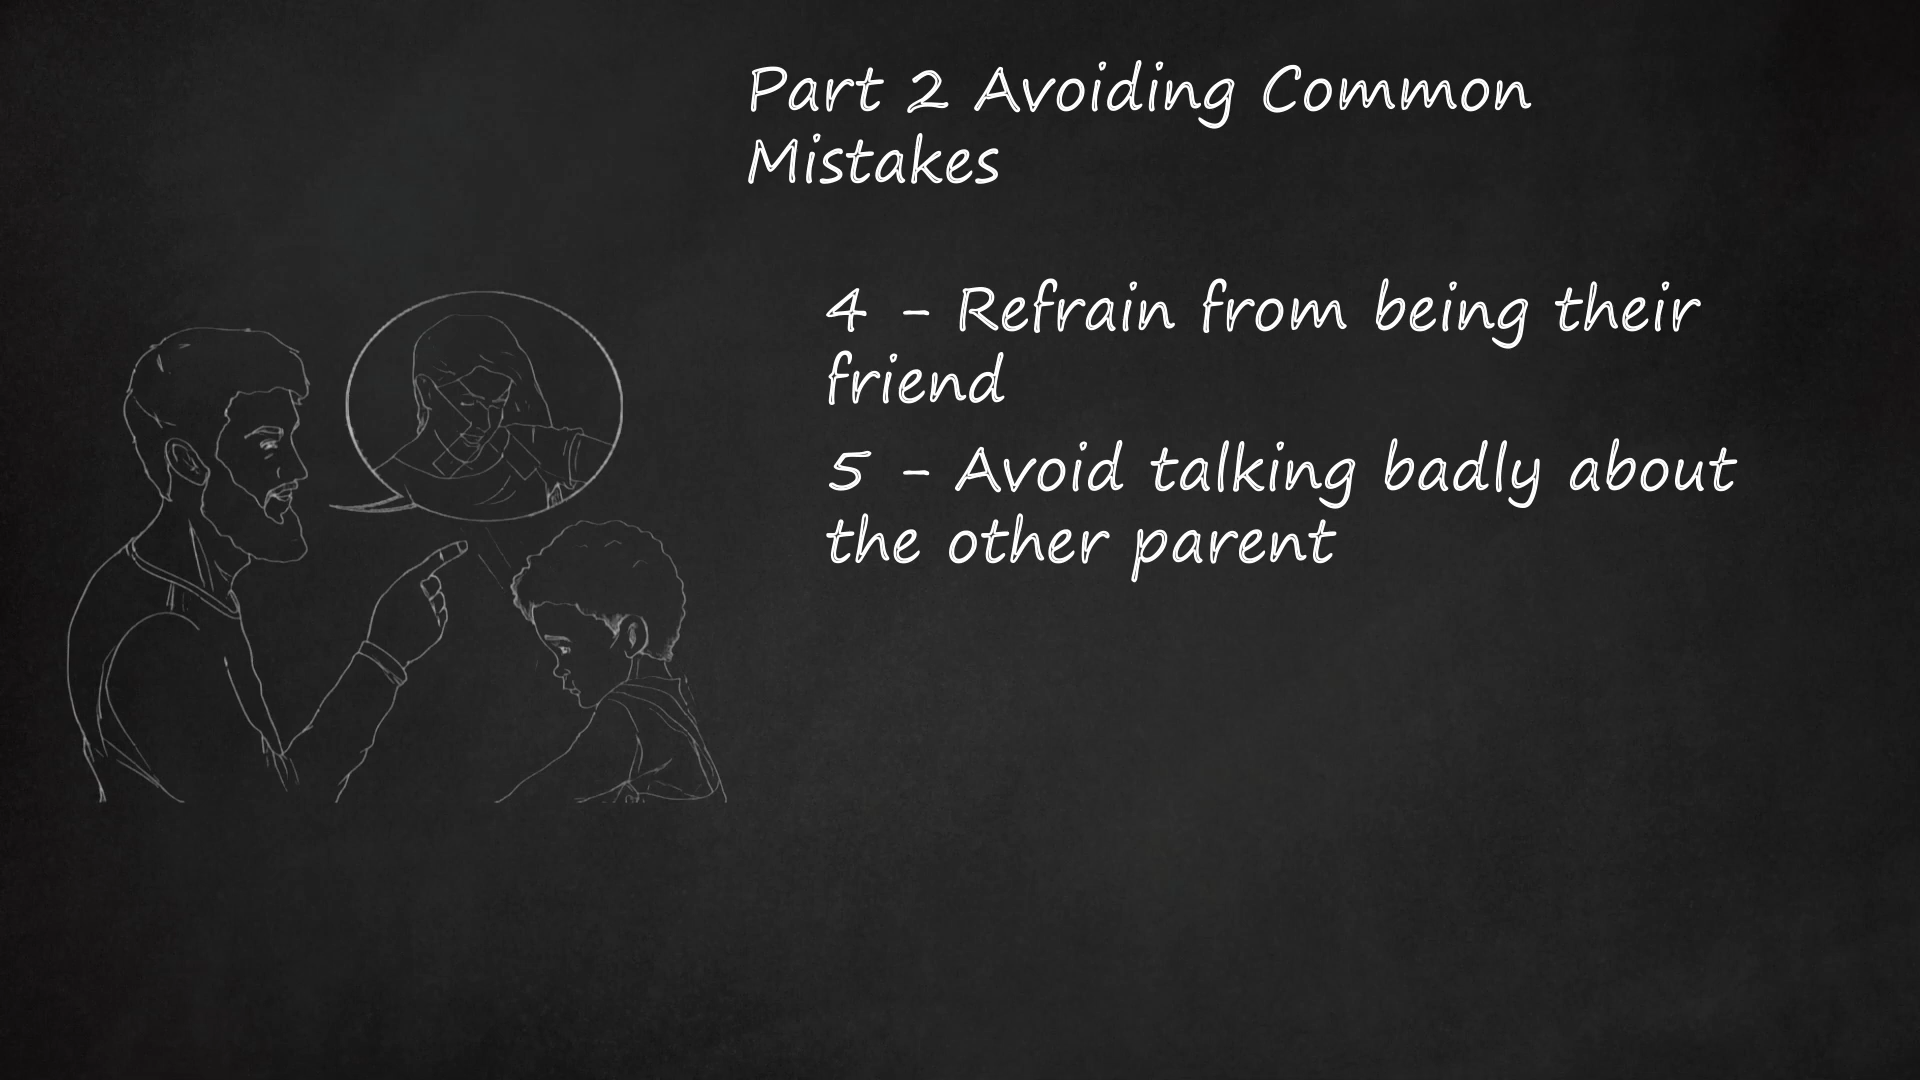 Part 2 Avoiding Common
Mistakes
4 - Refrain from being their
friend
5 - Avoid talking badly about
the other parent